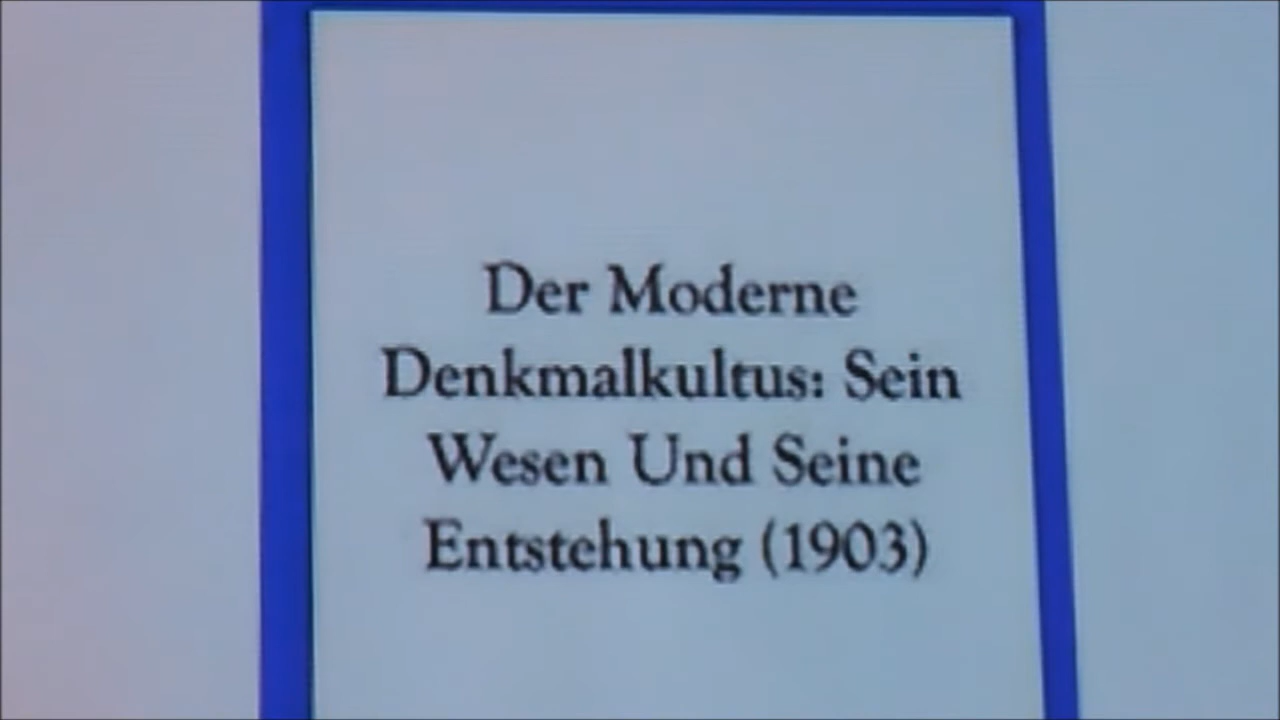 Der Moderne
Denkmalkultus: Sein
Wesen Und Seine
Entstehung (1903)